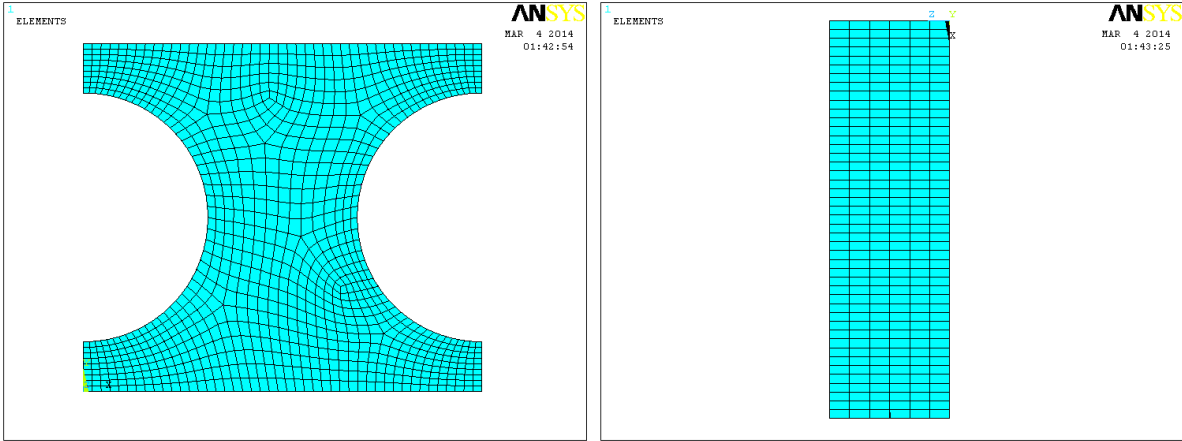 1
ELEMENTS
ANSYS
MAR 4 2014
01:42:54
X
1
ELEMENTS
Z Y
X
ANSYS
MAR 4 2014
01:43:25